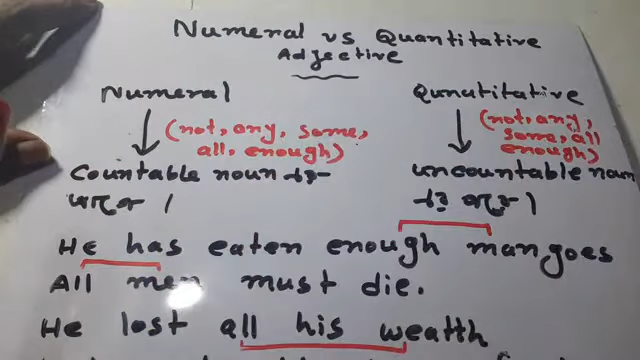 Numeral vs Quantitative
Adjective
Numeral
Qunatitative
(not, any, some,
all, enough)
(not, any,
some, all
enough)
Countable noun
uncountable noun
He has eaten enough mangoes
All men must die.
He lost all his wealth